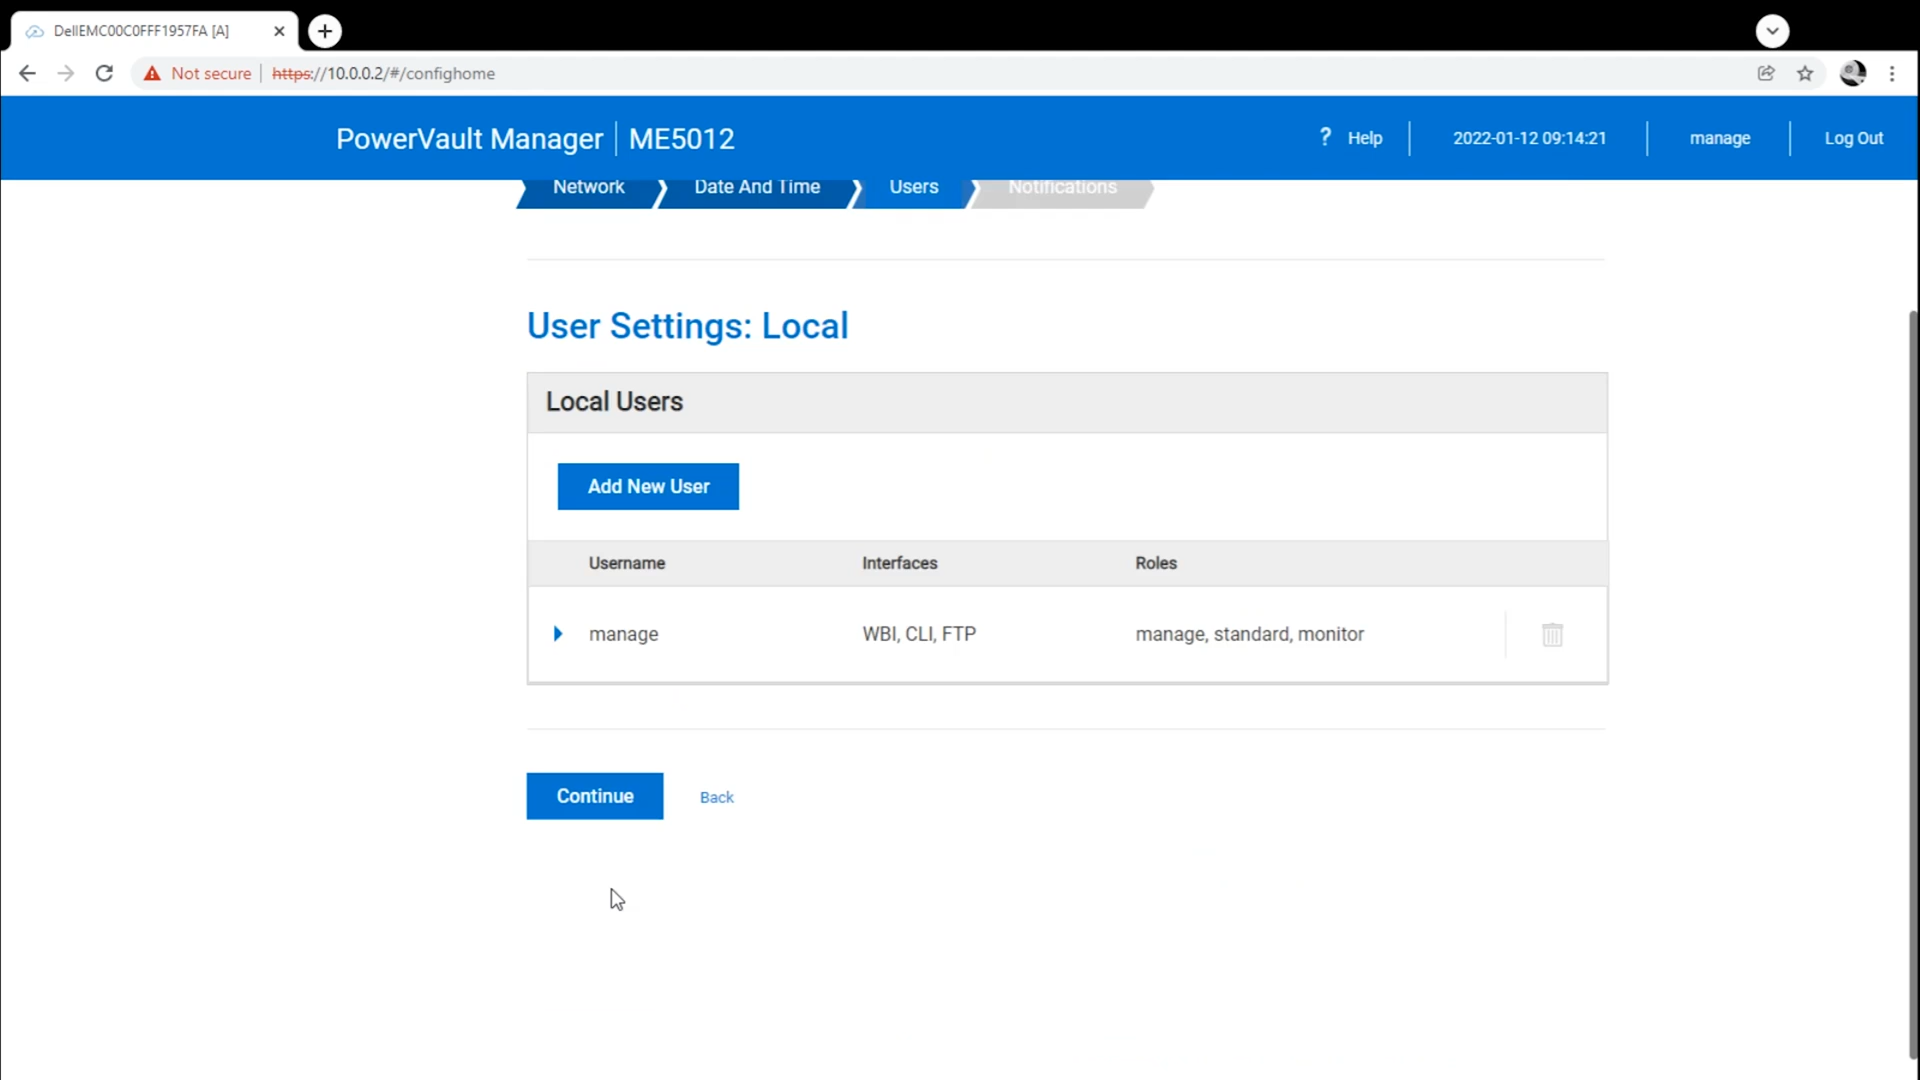 DellEMC00C0FFF1957FA [A]
Not secure https://10.0.0.2/#/confighome
PowerVault Manager ME5012 ? Help 2022-01-12 09:14:21 manage Log Out
Network Date And Time Users Notifications
User Settings: Local
Local Users
Add New User
Username Interfaces Roles
manage WBI, CLI, FTP manage, standard, monitor
Continue Back